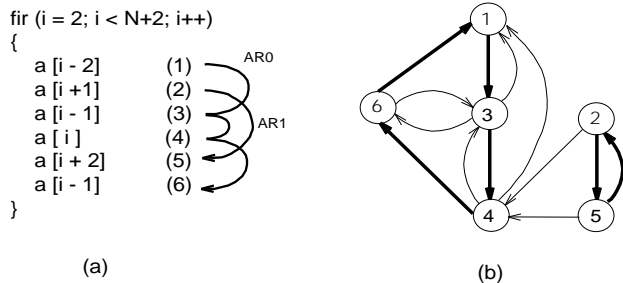 fir (i = 2; i < N+2; i++)
{
a [i - 2] (1)
a [i +1] (2)
a [i - 1] (3)
a [ i ] (4)
a [i + 2] (5)
a [i - 1] (6)
}
AR0
AR1
(a)
1
6
3
2
4
5
(b)